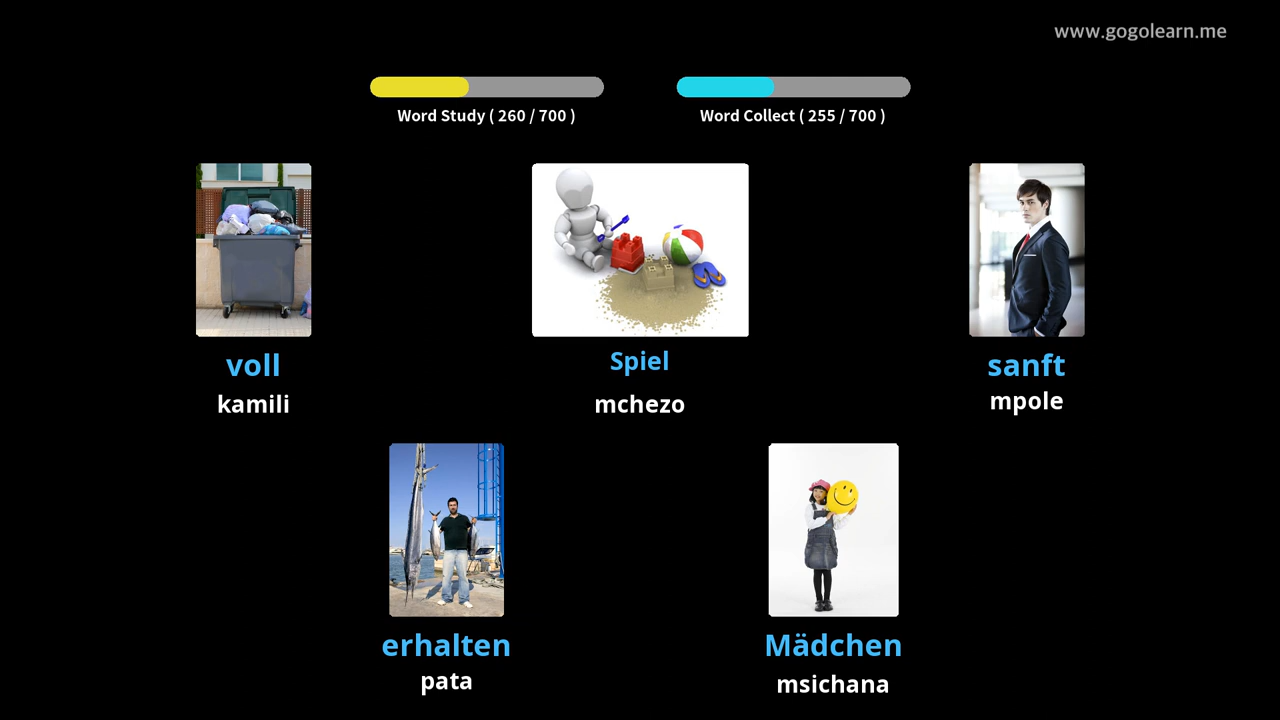 www.gogolearn.me
Word Study ( 260 / 700 )
Word Collect ( 255 / 700 )
voll
kamili
Spiel
mchezo
sanft
mpole
erhalten
pata
Mädchen
msichana